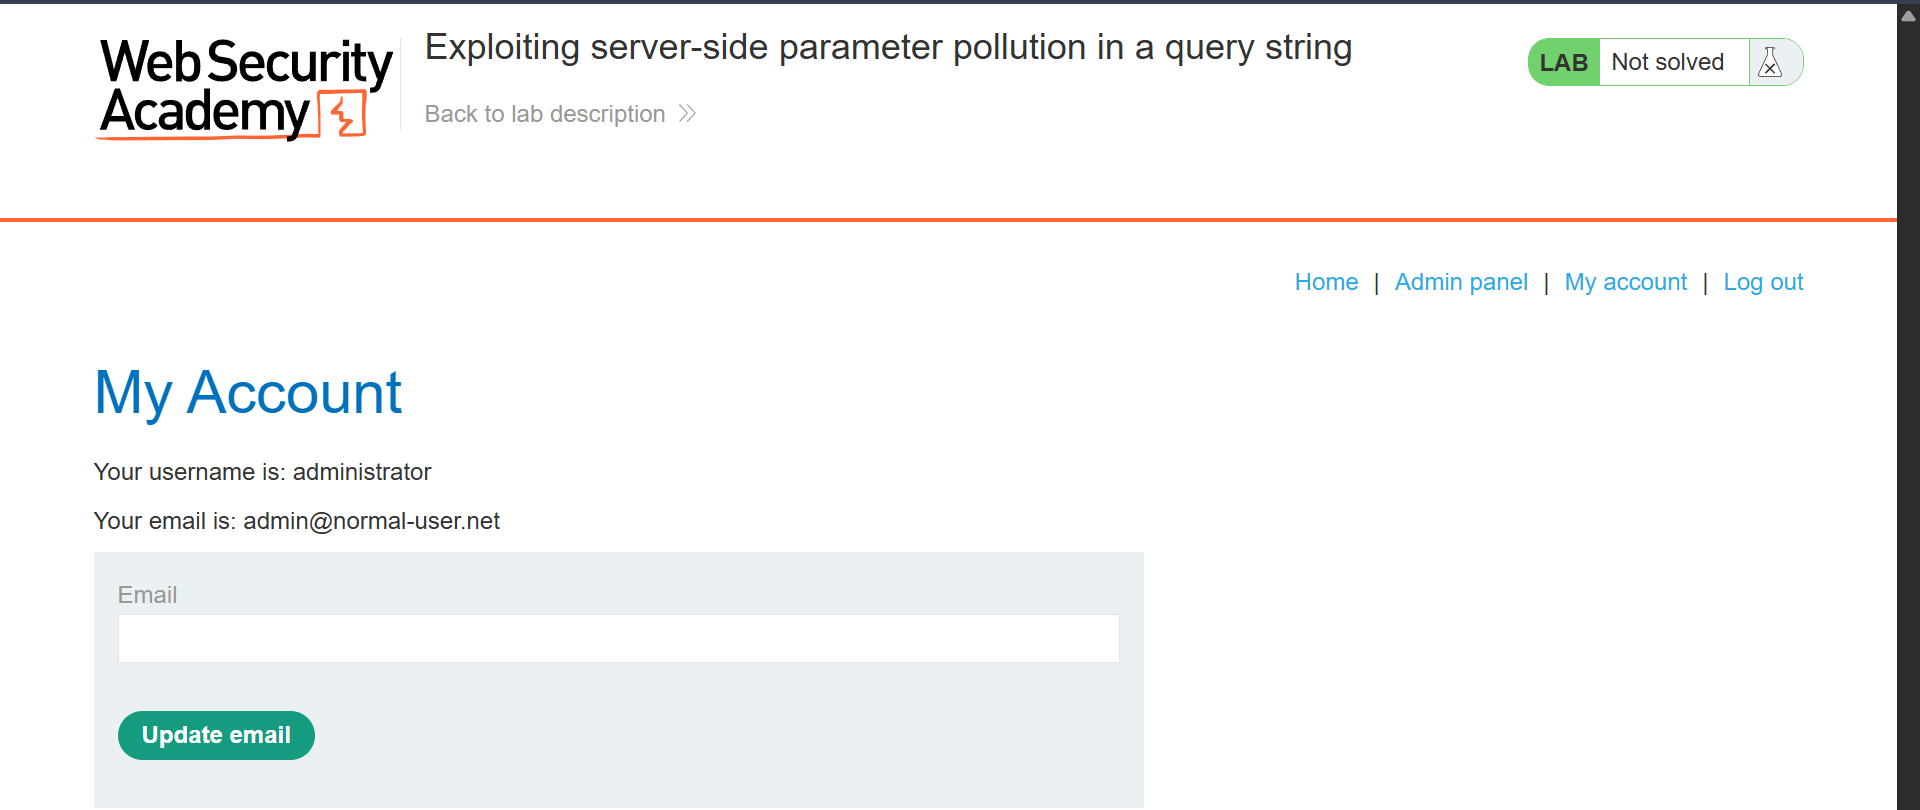 Web Security
Academy
Exploiting server-side parameter pollution in a query string
Back to lab description
LAB Not solved
Home | Admin panel | My account | Log out
My Account
Your username is: administrator
Your email is: admin@normal-user.net
Email
Update email